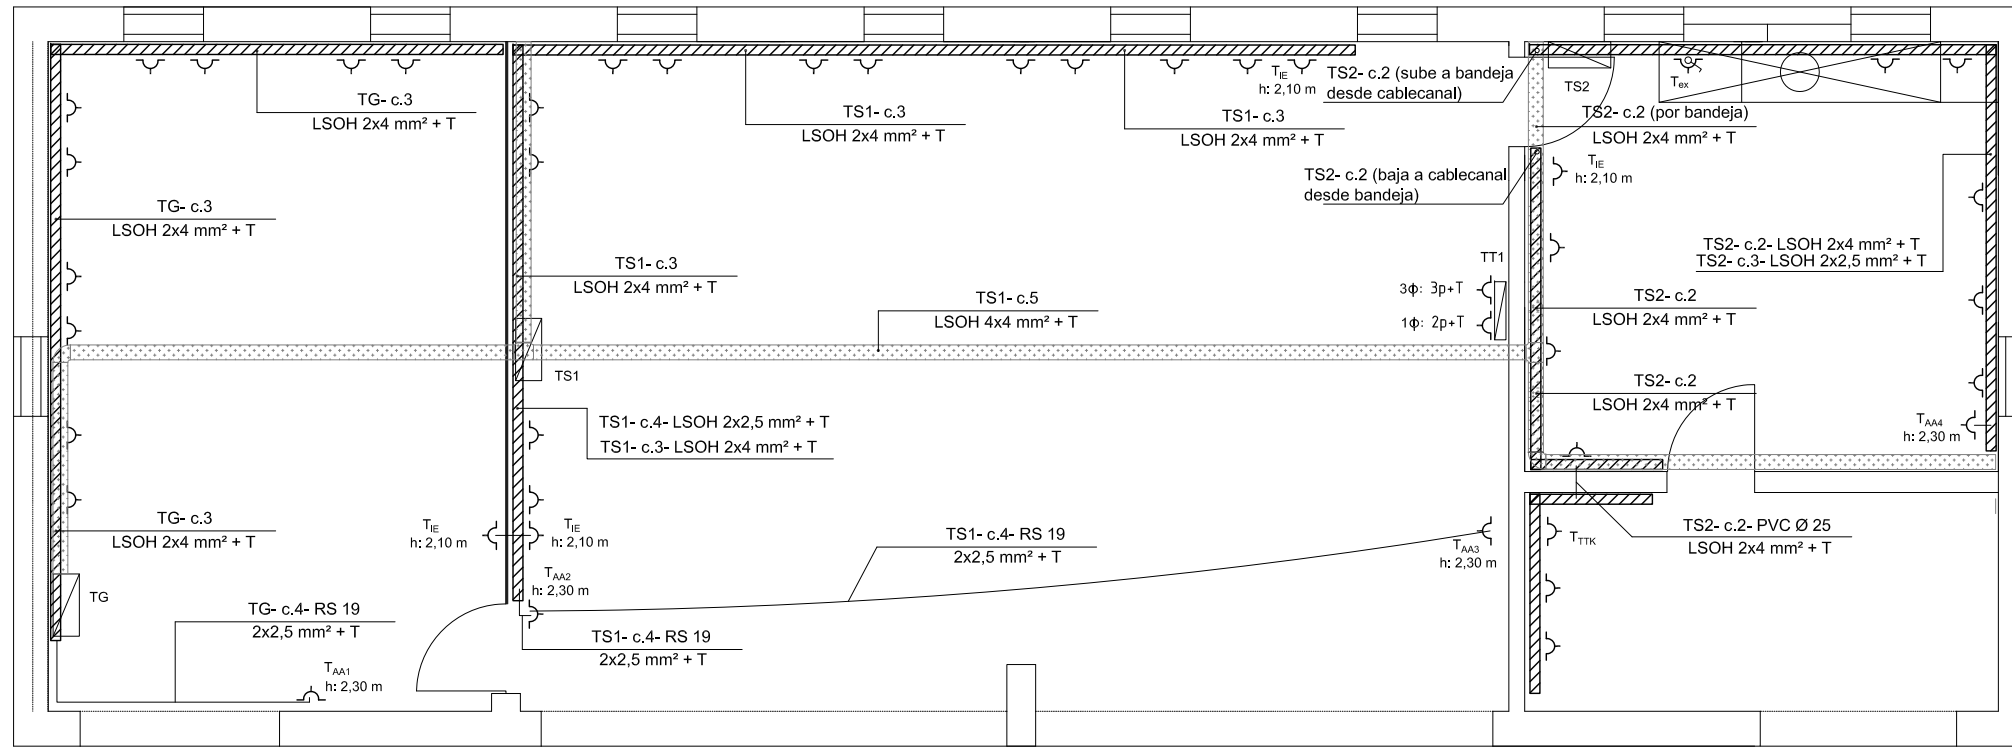 TG- c.3
LSOH 2x4 mm² + T
TG- c.3
LSOH 2x4 mm² + T
TG- c.3
LSOH 2x4 mm² + T
TG
TG- c.4- RS 19
2x2,5 mm² + T
TAA1
h: 2,30 m
TIE
h: 2,10 m
TS1- c.3
LSOH 2x4 mm² + T
TS1- c.3
LSOH 2x4 mm² + T
TIE
h: 2,10 m
TS1- c.3
LSOH 2x4 mm² + T
TS1- c.5
LSOH 4x4 mm² + T
TS1
TS1- c.4- LSOH 2x2,5 mm² + T
TS1- c.3- LSOH 2x4 mm² + T
TIE
h: 2,10 m
TAA2
h: 2,30 m
TS1- c.4- RS 19
2x2,5 mm² + T
TS1- c.4- RS 19
2x2,5 mm² + T
TAA3
h: 2,30 m
TT1
3ф: 3p+T
1ф: 2p+T
TS2- c.2 (sube a bandeja
desde cablecanal)
TS2- c.2 (baja a cablecanal
desde bandeja)
TS2
Tex
TS2- c.2 (por bandeja)
LSOH 2x4 mm² + T
TIE
h: 2,10 m
TS2- c.2- LSOH 2x4 mm² + T
TS2- c.3- LSOH 2x2,5 mm² + T
TS2- c.2
LSOH 2x4 mm² + T
TS2- c.2
LSOH 2x4 mm² + T
TAA4
h: 2,30 m
TS2- c.2- PVC Ø 25
LSOH 2x4 mm² + T
TTTK